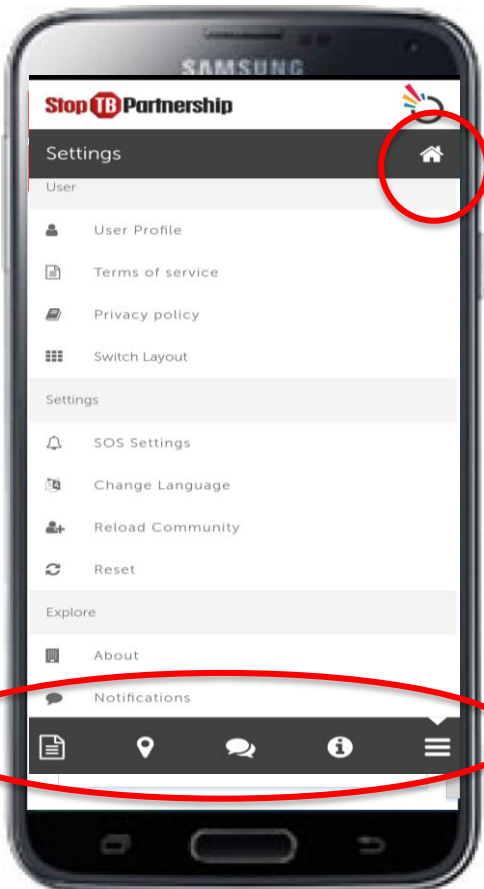 SAMSUNG
Stop TB Partnership
Settings
User
User Profile
Terms of service
Privacy policy
Switch Layout
Settings
SOS Settings
Change Language
Reload Community
Reset
Explore
About
Notifications